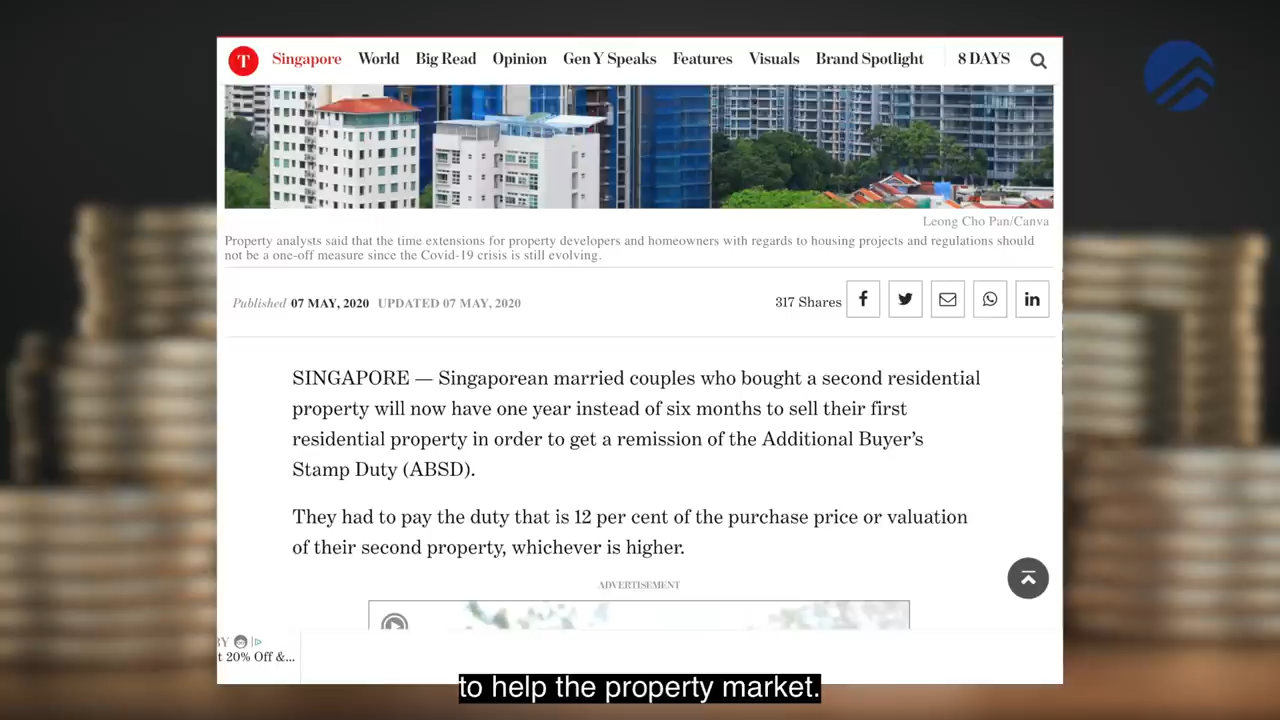 T Singapore World Big Read Opinion Gen Y Speaks Features Visuals Brand Spotlight 8 DAYS
Leong Cho Pan/Canva
Property analysts said that the time extensions for property developers and homeowners with regards to housing projects and regulations should
not be a one-off measure since the Covid-19 crisis is still evolving.
Published 07 MAY, 2020 UPDATED 07 MAY, 2020
317 Shares
SINGAPORE — Singaporean married couples who bought a second residential
property will now have one year instead of six months to sell their first
residential property in order to get a remission of the Additional Buyer's
Stamp Duty (ABSD).
They had to pay the duty that is 12 per cent of the purchase price or valuation
of their second property, whichever is higher.
ADVERTISEMENT
20% Off &...
to help the property market.